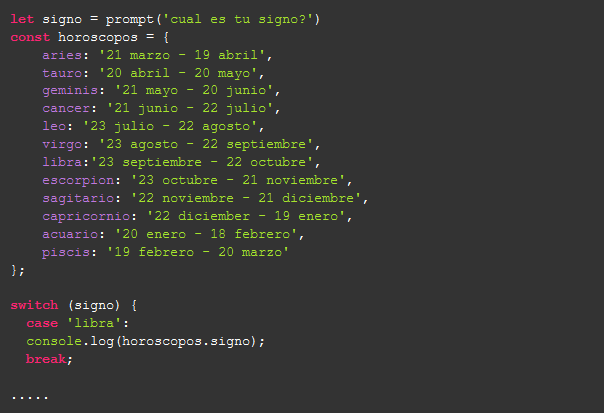 let signo = prompt('cual es tu signo?')
const horoscopos = {
    aries: '21 marzo - 19 abril',
    tauro: '20 abril - 20 mayo',
    geminis: '21 mayo - 20 junio',
    cancer: '21 junio - 22 julio',
    leo: '23 julio - 22 agosto',
    virgo: '23 agosto - 22 septiembre',
    libra:'23 septiembre - 22 octubre',
    escorpion: '23 octubre - 21 noviembre',
    sagitario: '22 noviembre - 21 diciembre',
    capricornio: '22 diciember - 19 enero',
    acuario: '20 enero - 18 febrero',
    piscis: '19 febrero - 20 marzo'
};
switch (signo) {
  case 'libra':
  console.log(horoscopos.signo);
  break;
.....